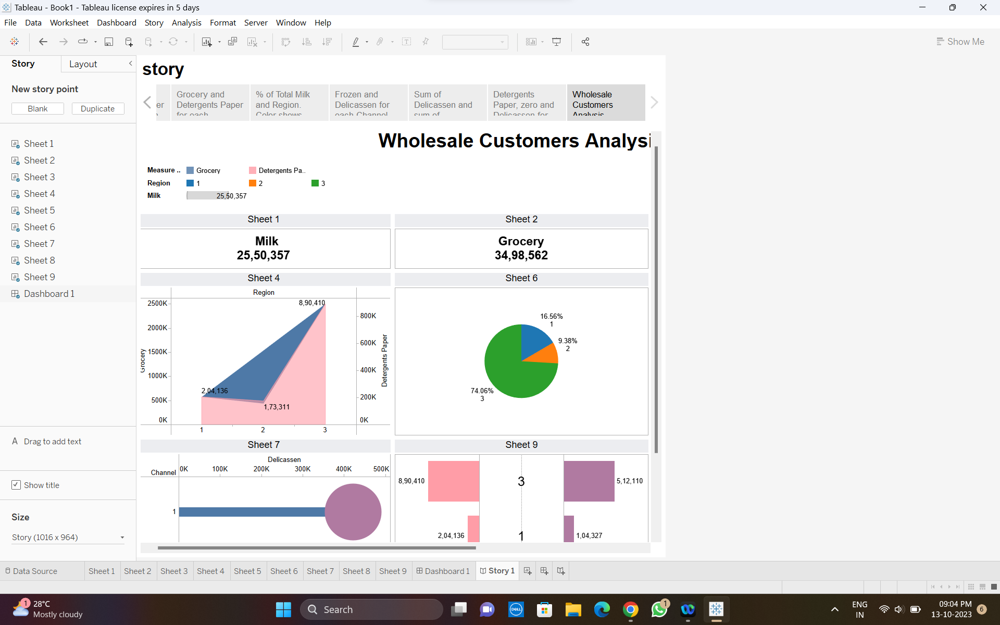 Tableau - Book1 - Tableau license expires in 5 days
File Data Worksheet Dashboard Story Analysis Format Server Window Help
Show Me
Story Layout
New story point
Blank Duplicate
Sheet 1
Sheet 2
Sheet 3
Sheet 4
Sheet 5
Sheet 6
Sheet 7
Sheet 8
Sheet 9
Dashboard 1
A Drag to add text
Show title
Size
Story (1016 x 964)
story
er
Grocery and
Detergents Paper
for each
% of Total Milk
and Region.
Color shows
Frozen and
Delicassen for
each Channel
Sum of
Delicassen and
sum of
Detergents
Paper, zero and
Delicassen for
Wholesale
Customers
Analysis
Wholesale Customers Analysi
Measure .. Grocery Detergents Pa..
Region 1 2 3
Milk 25,50,357
Sheet 1
Milk
25,50,357
Sheet 2
Grocery
34,98,562
Sheet 4
Region
2500K
2000K
1500K
1000K
500K
0K
Grocery
8,90,410
2,04,136
1,73,311
800K
600K
400K
200K
0K
Detergents Paper
1 2 3
Sheet 6
16.56%
1
9.38%
2
74.06%
3
Sheet 7
Delicassen
Channel 0K 100K 200K 300K 400K 500K
1
Sheet 9
8,90,410 3 5,12,110
2,04,136 1 1,04,327
Data Source Sheet 1 Sheet 2 Sheet 3 Sheet 4 Sheet 5 Sheet 6 Sheet 7 Sheet 8 Sheet 9 Dashboard 1 Story 1
1
28°C
Mostly cloudy
Search
DELL
1
ENG
IN
09:04 PM
13-10-2023
6